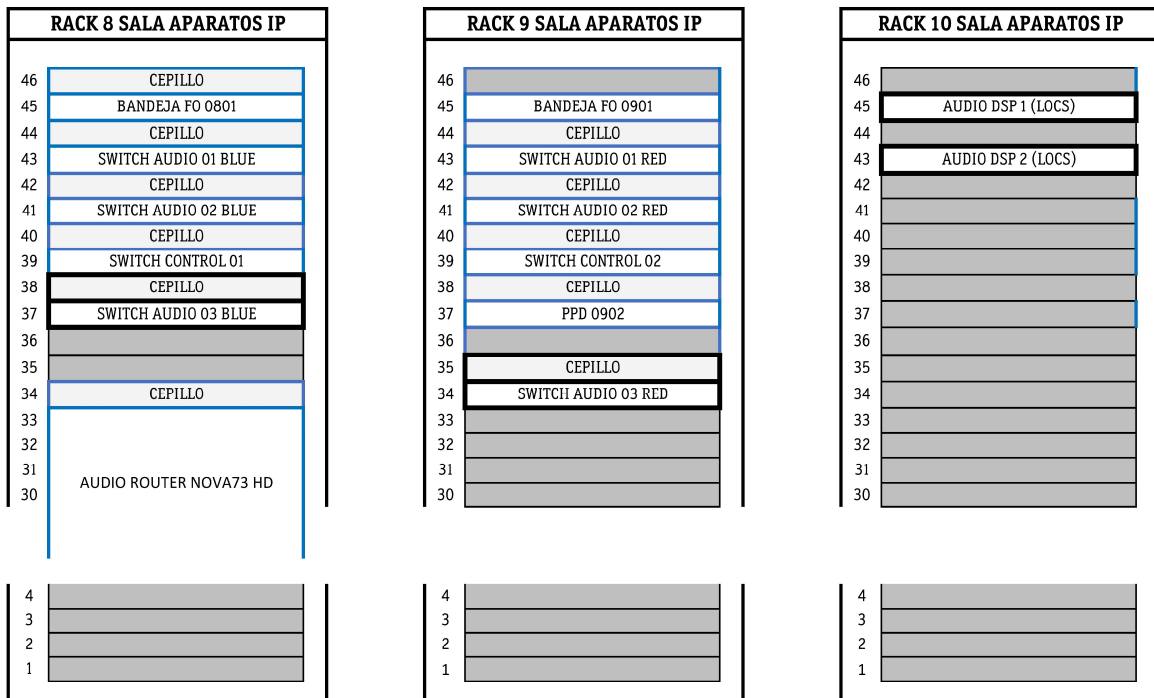 RACK 8 SALA APARATOS IP
46 CEPILLO
45 BANDEJA FO 0801
44 CEPILLO
43 SWITCH AUDIO 01 BLUE
42 CEPILLO
41 SWITCH AUDIO 02 BLUE
40 CEPILLO
39 SWITCH CONTROL 01
38 CEPILLO
37 SWITCH AUDIO 03 BLUE
36
35
34 CEPILLO
33
32
31
AUDIO ROUTER NOVA73 HD
30
4
3
2
1
RACK 9 SALA APARATOS IP
46
45 BANDEJA FO 0901
44 CEPILLO
43 SWITCH AUDIO 01 RED
42 CEPILLO
41 SWITCH AUDIO 02 RED
40 CEPILLO
39 SWITCH CONTROL 02
38 CEPILLO
37 PPD 0902
36
35 CEPILLO
34 SWITCH AUDIO 03 RED
33
32
31
30
4
3
2
1
RACK 10 SALA APARATOS IP
46
45 AUDIO DSP 1 (LOCS)
44
43 AUDIO DSP 2 (LOCS)
42
41
40
39
38
37
36
35
34
33
32
31
30
4
3
2
1